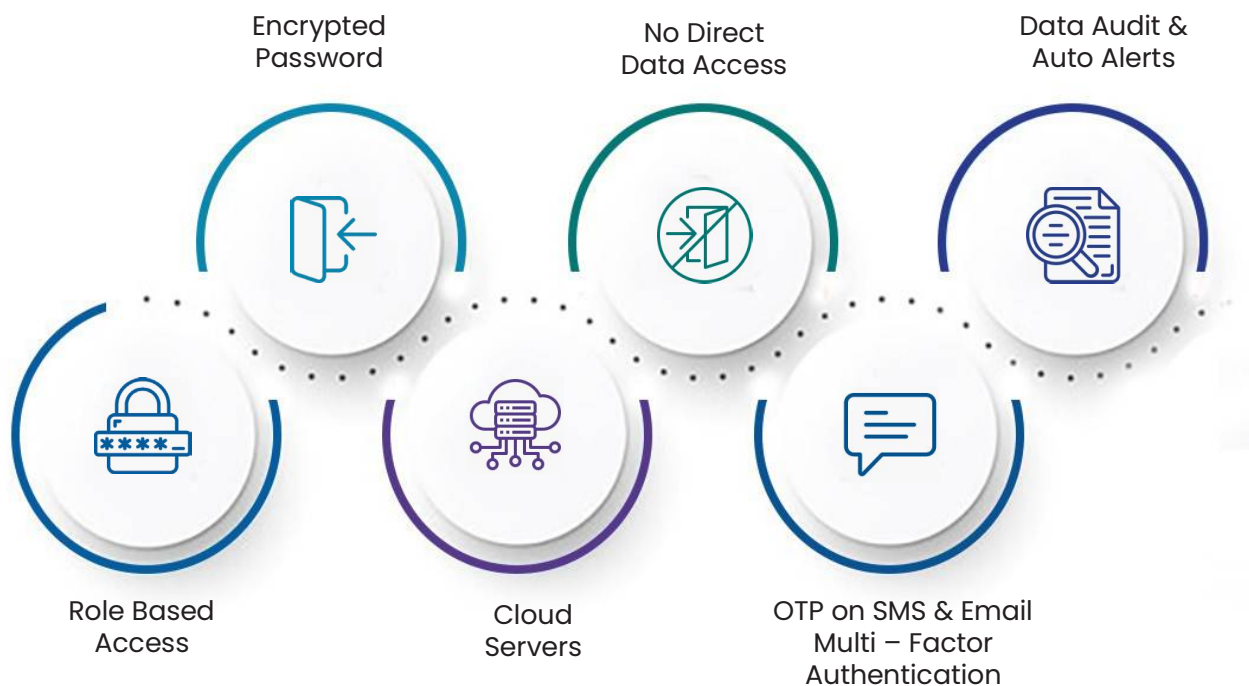 Encrypted
Password
No Direct
Data Access
Data Audit &
Auto Alerts
****_
Role Based
Access
Cloud
Servers
OTP on SMS & Email
Multi – Factor
Authentication